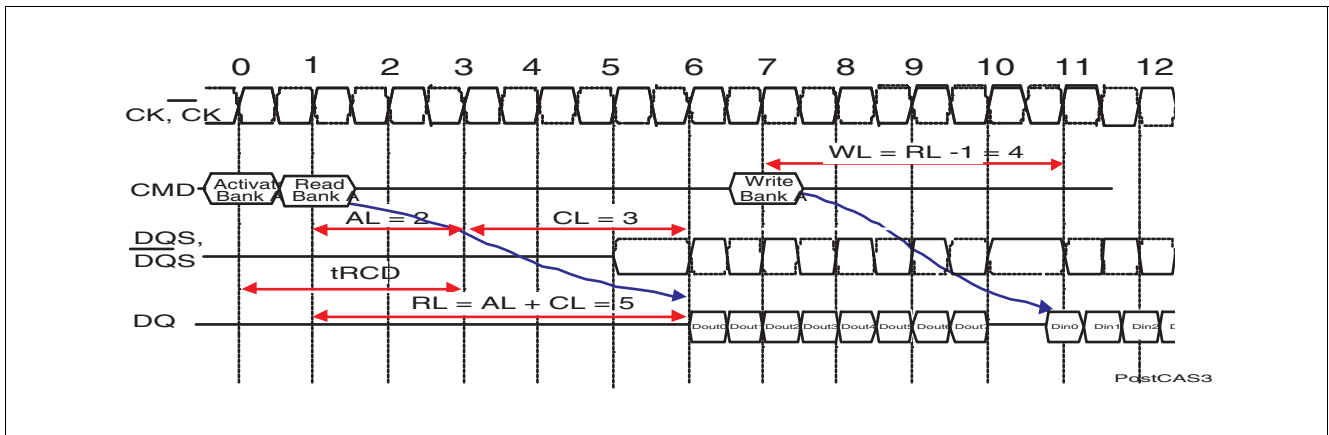 0 1 2 3 4 5 6 7 8 9 10 11 12
CK, CK
WL = RL -1 = 4
CMD
Activat
Bank A
Read
Bank A
Write
Bank A
AL = 2
CL = 3
DQS,
DQS
tRCD
RL = AL + CL = 5
DQ
Dout0 Dout1 Dout2 Dout3 Dout4 Dout5 Dout6 Dout7 Din0 Din1 Din2 D
PostCAS3